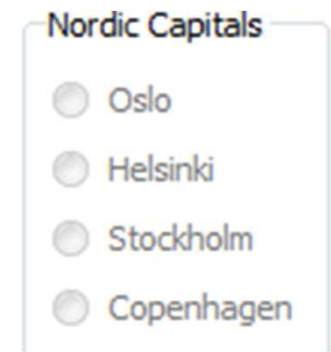 Nordic Capitals
Oslo
Helsinki
Stockholm
Copenhagen